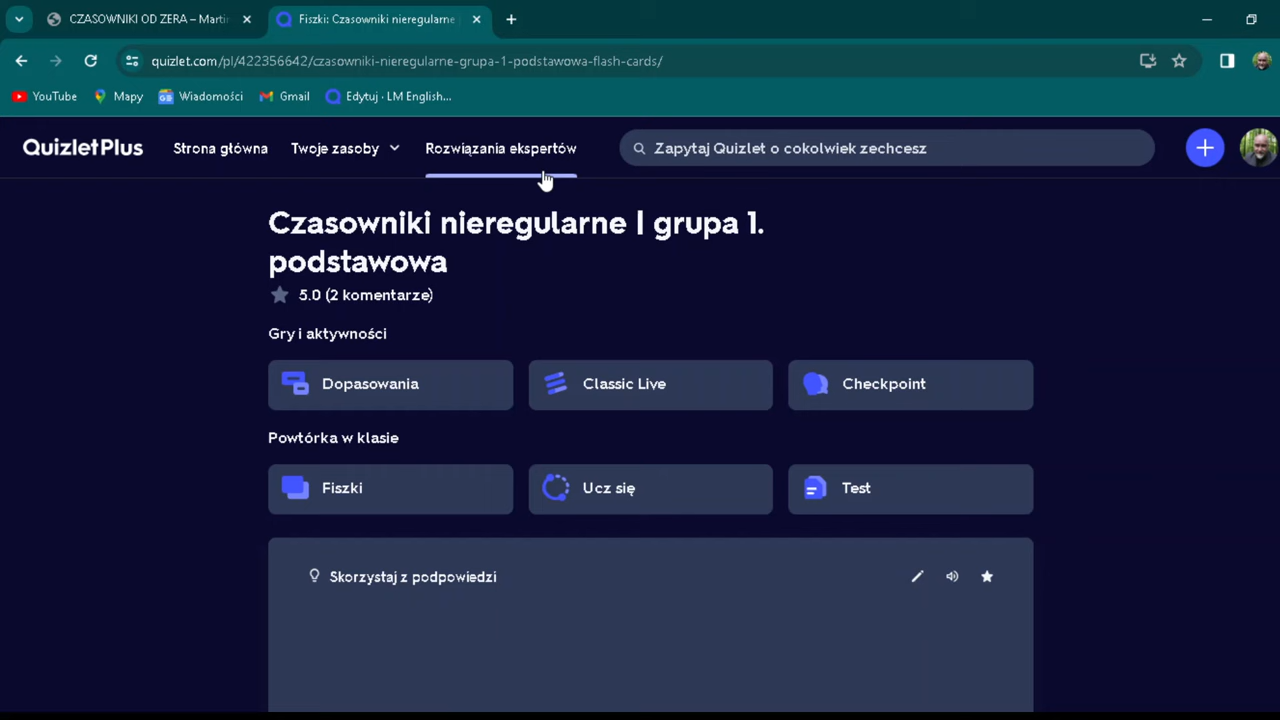 CZASOWNIKI OD ZERA – Martin
Fiszki: Czasowniki nieregularne
quizlet.com/pl/422356642/czasowniki-nieregularne-grupa-1-podstawowa-flash-cards/
YouTube Mapy Wiadomości Gmail Edytuj · LM English...
QuizletPlus Strona główna Twoje zasoby Rozwiązania ekspertów Zapytaj Quizlet o cokolwiek zechcesz
Czasowniki nieregularne | grupa 1.
podstawowa
5.0 (2 komentarze)
Gry i aktywności
Dopasowania Classic Live Checkpoint
Powtórka w klasie
Fiszki Ucz się Test
Skorzystaj z podpowiedzi